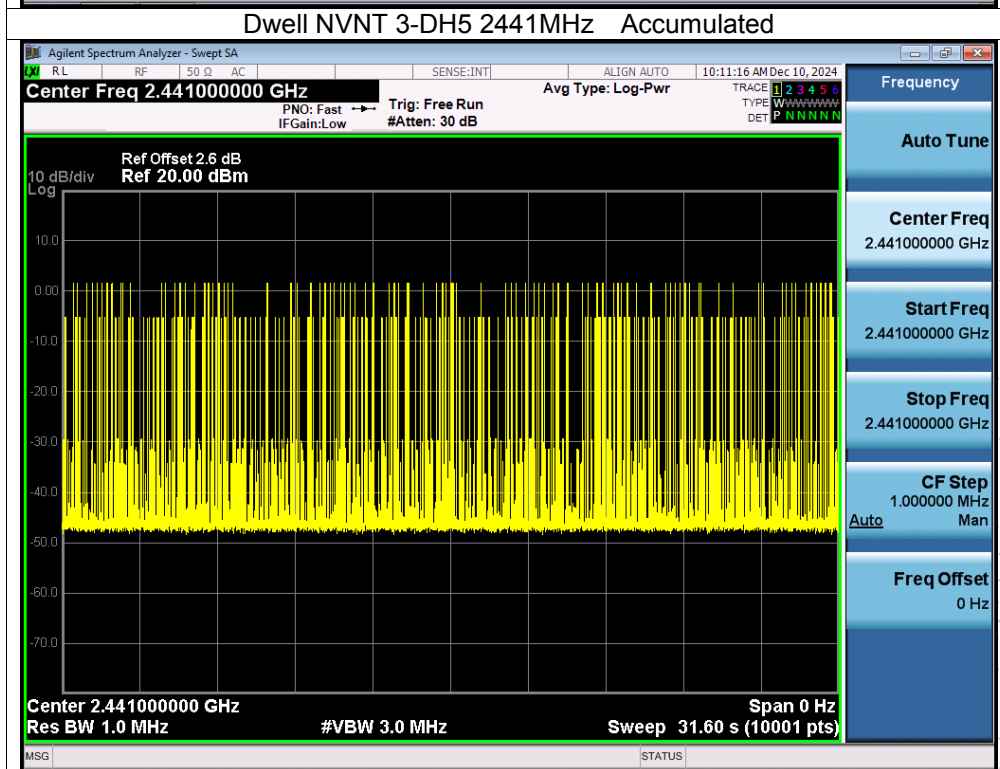 Dwell NVNT 3-DH5 2441MHz Accumulated
Agilent Spectrum Analyzer - Swept SA
LXI RL RF 50 Ω AC SENSE:INT ALIGN AUTO 10:11:16 AM Dec 10, 2024
Center Freq 2.441000000 GHz
PNO: Fast
IFGain:Low
Trig: Free Run
#Atten: 30 dB
Avg Type: Log-Pwr
TRACE 1 2 3 4 5 6
TYPE WWWWWWW
DET P N N N N N
Frequency
Auto Tune
Center Freq
2.441000000 GHz
Start Freq
2.441000000 GHz
Stop Freq
2.441000000 GHz
CF Step
1.000000 MHz
Auto Man
Freq Offset
0 Hz
Ref Offset 2.6 dB
10 dB/div Ref 20.00 dBm
Log
10.0
0.00
-10.0
-20.0
-30.0
-40.0
-50.0
-60.0
-70.0
Center 2.441000000 GHz Span 0 Hz
Res BW 1.0 MHz #VBW 3.0 MHz Sweep 31.60 s (10001 pts)
MSG STATUS